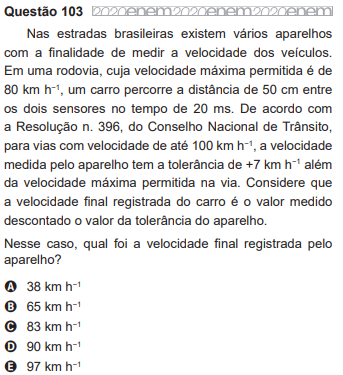 Questão 103 2020enem2020enem2020enem
Nas estradas brasileiras existem vários aparelhos
com a finalidade de medir a velocidade dos veículos.
Em uma rodovia, cuja velocidade máxima permitida é de
80 km h⁻¹, um carro percorre a distância de 50 cm entre
os dois sensores no tempo de 20 ms. De acordo com
a Resolução n. 396, do Conselho Nacional de Trânsito,
para vias com velocidade de até 100 km h⁻¹, a velocidade
medida pelo aparelho tem a tolerância de +7 km h⁻¹ além
da velocidade máxima permitida na via. Considere que
a velocidade final registrada do carro é o valor medido
descontado o valor da tolerância do aparelho.
Nesse caso, qual foi a velocidade final registrada pelo
aparelho?
A 38 km h⁻¹
B 65 km h⁻¹
C 83 km h⁻¹
D 90 km h⁻¹
E 97 km h⁻¹